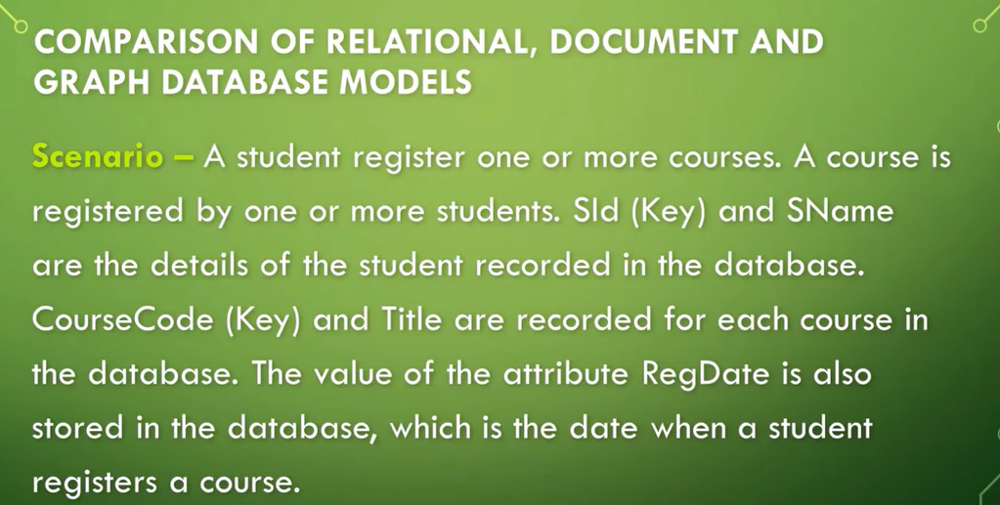 COMPARISON OF RELATIONAL, DOCUMENT AND
GRAPH DATABASE MODELS
Scenario – A student register one or more courses. A course is
registered by one or more students. SId (Key) and SName
are the details of the student recorded in the database.
CourseCode (Key) and Title are recorded for each course in
the database. The value of the attribute RegDate is also
stored in the database, which is the date when a student
registers a course.